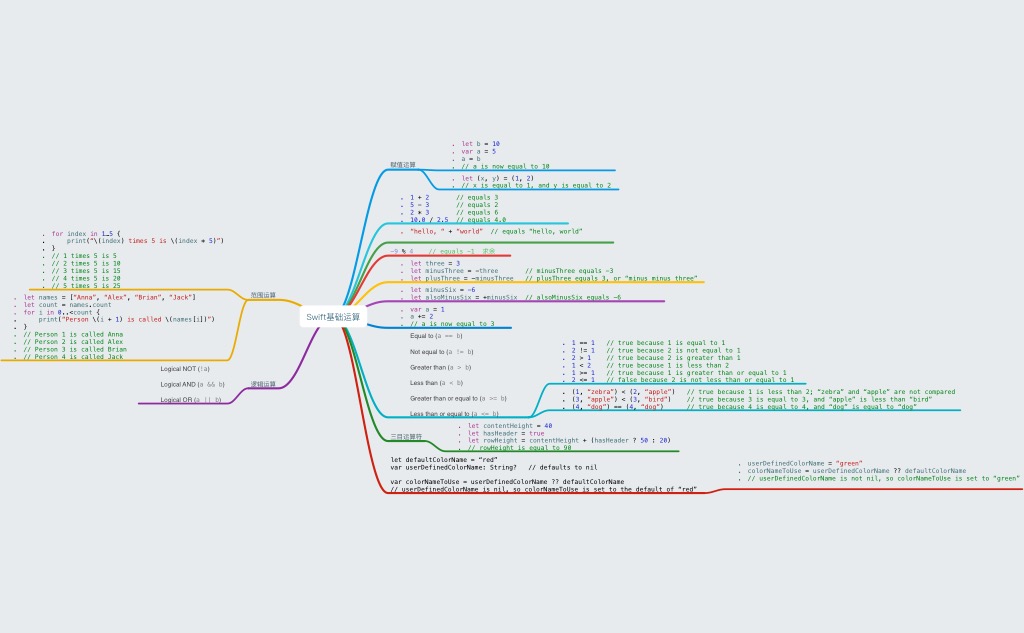 Swift基础运算
赋值运算
let b = 10
var a = 5
a = b
// a is now equal to 10
let (x, y) = (1, 2)
// x is equal to 1, and y is equal to 2
1 + 2 // equals 3
5 − 3 // equals 2
2 * 3 // equals 6
10.0 / 2.5 // equals 4.0
"hello, " + "world" // equals "hello, world"
−9 % 4 // equals −1 求余
let three = 3
let minusThree = −three // minusThree equals −3
let plusThree = −minusThree // plusThree equals 3, or "minus minus three"
let minusSix = −6
let alsoMinusSix = +minusSix // alsoMinusSix equals −6
var a = 1
a += 2
// a is now equal to 3
Equal to (a == b)
Not equal to (a != b)
Greater than (a > b)
Less than (a < b)
Greater than or equal to (a >= b)
Less than or equal to (a <= b)
1 == 1 // true because 1 is equal to 1
2 != 1 // true because 2 is not equal to 1
2 > 1 // true because 2 is greater than 1
1 < 2 // true because 1 is less than 2
1 >= 1 // true because 1 is greater than or equal to 1
2 <= 1 // false because 2 is not less than or equal to 1
(1, "zebra") < (2, "apple") // true because 1 is less than 2; "zebra" and "apple" are not compared
(3, "apple") < (3, "bird") // true because 3 is equal to 3, and "apple" is less than "bird"
(4, "dog") == (4, "dog") // true because 4 is equal to 4, and "dog" is equal to "dog"
三目运算符
let contentHeight = 40
let hasHeader = true
let rowHeight = contentHeight + (hasHeader ? 50 : 20)
// rowHeight is equal to 90
let defaultColorName = "red"
var userDefinedColorName: String? // defaults to nil
var colorNameToUse = userDefinedColorName ?? defaultColorName
// userDefinedColorName is nil, so colorNameToUse is set to the default of "red"
userDefinedColorName = "green"
colorNameToUse = userDefinedColorName ?? defaultColorName
// userDefinedColorName is not nil, so colorNameToUse is set to "green"
范围运算
for index in 1...5 {
print("\(index) times 5 is \(index * 5)")
}
// 1 times 5 is 5
// 2 times 5 is 10
// 3 times 5 is 15
// 4 times 5 is 20
// 5 times 5 is 25
let names = ["Anna", "Alex", "Brian", "Jack"]
let count = names.count
for i in 0..<count {
print("Person \(i + 1) is called \(names[i])")
}
// Person 1 is called Anna
// Person 2 is called Alex
// Person 3 is called Brian
// Person 4 is called Jack
逻辑运算
Logical NOT (!a)
Logical AND (a && b)
Logical OR (a || b)